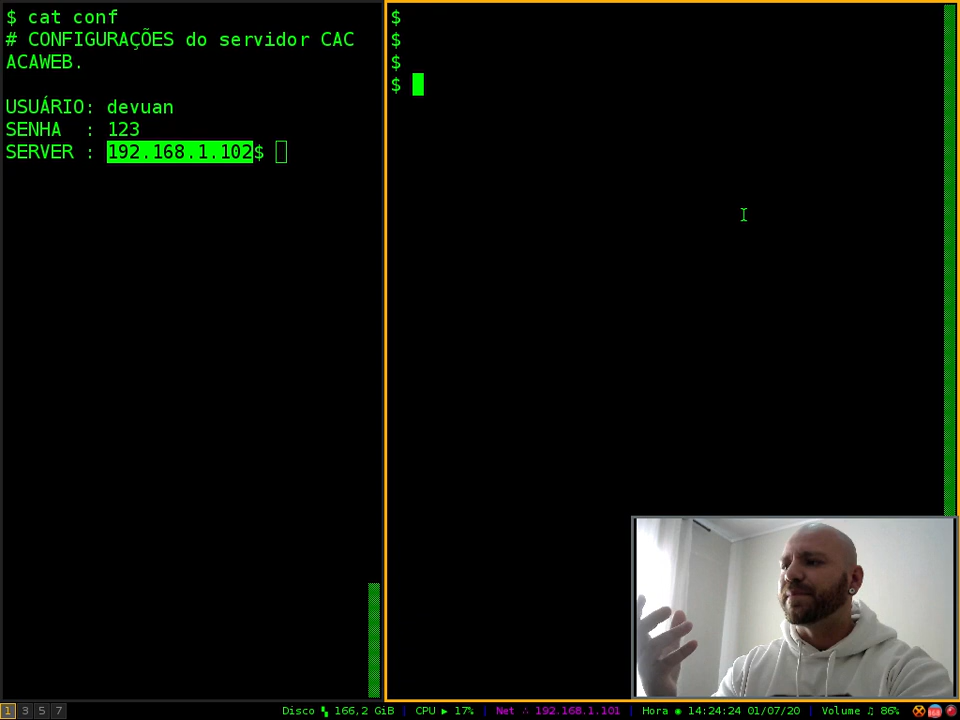 $ cat conf
# CONFIGURAÇÕES do servidor CAC
ACAWEB.
USUÁRIO: devuan
SENHA  : 123
SERVER : 192.168.1.102$
$
$
$
$
1 3 5 7 Disco 166,2 GiB | CPU ▶ 17% | Net ∴ 192.168.1.101 | Hora ◉ 14:24:24 01/07/20 | Volume ♫ 86%